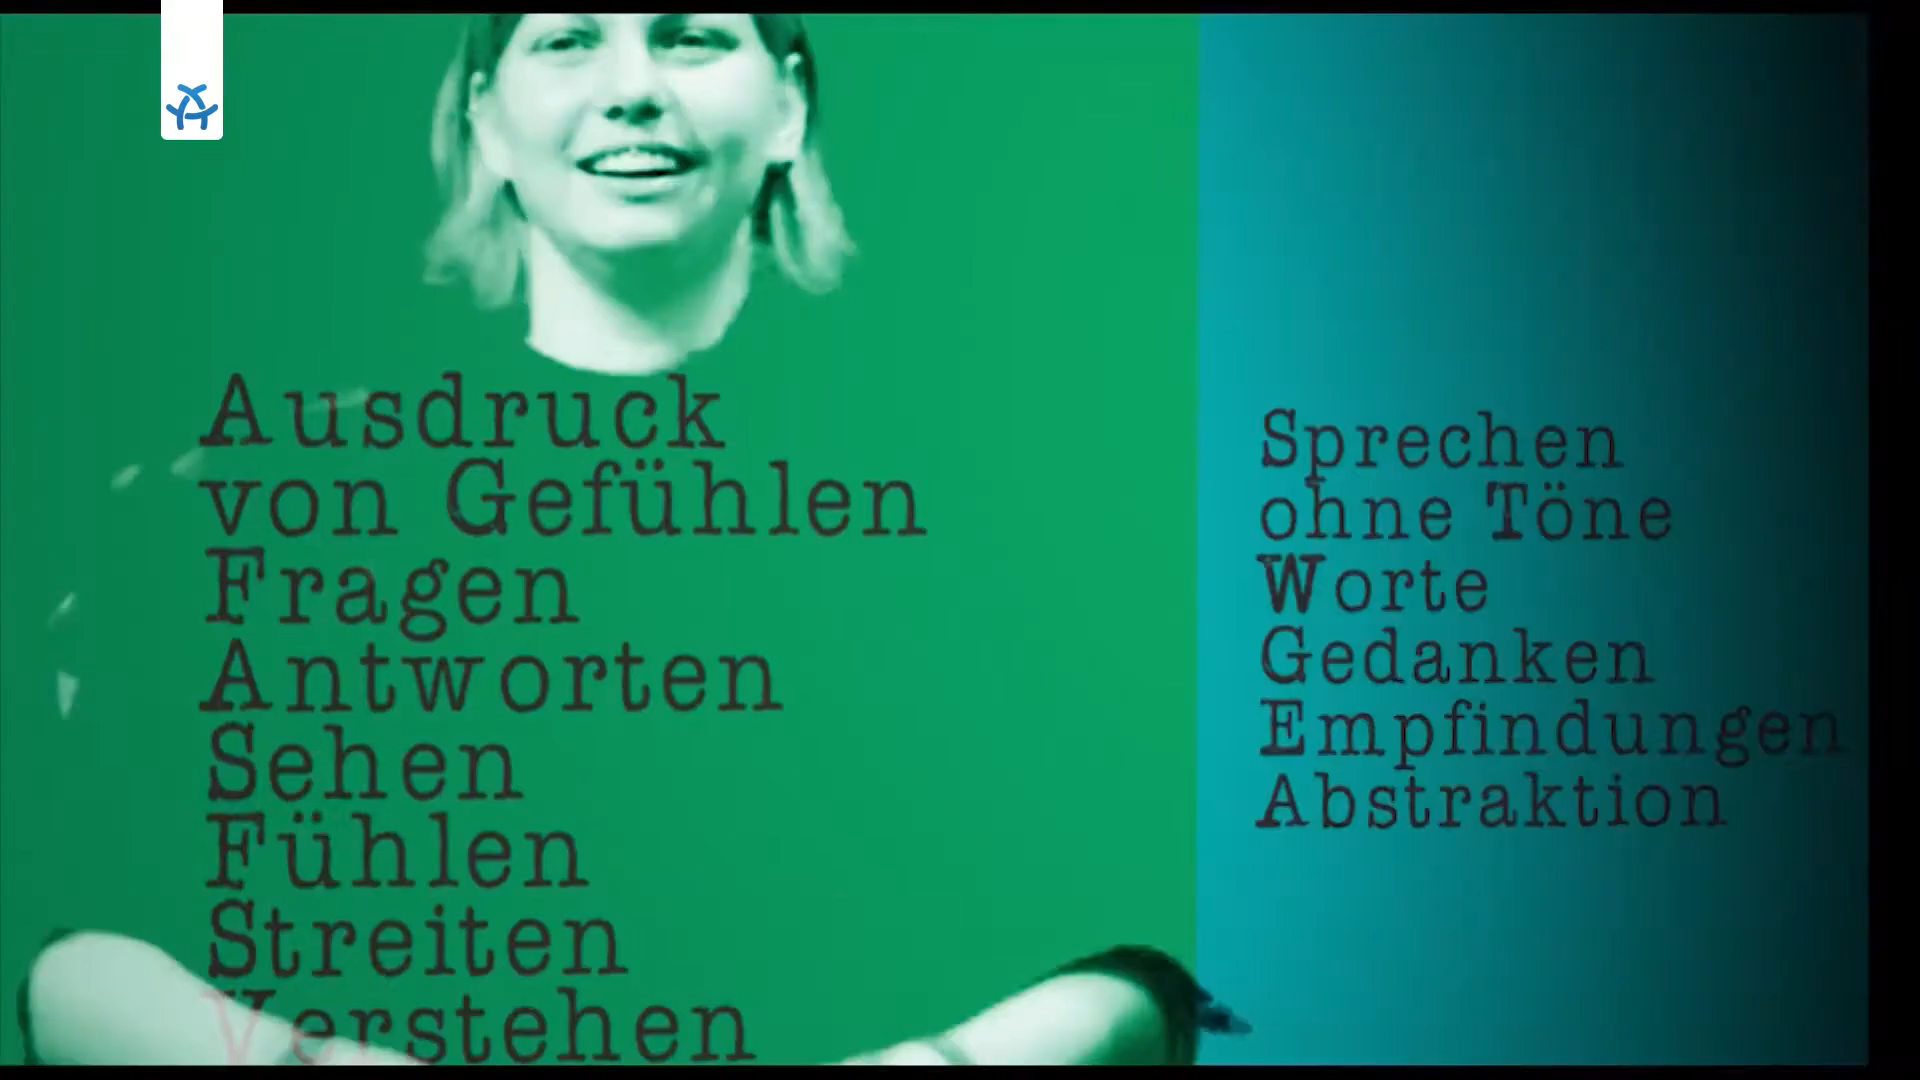 Ausdruck
von Gefühlen
Fragen
Antworten
Sehen
Fühlen
Streiten
Verstehen
Sprechen
ohne Töne
Worte
Gedanken
Empfindungen
Abstraktion